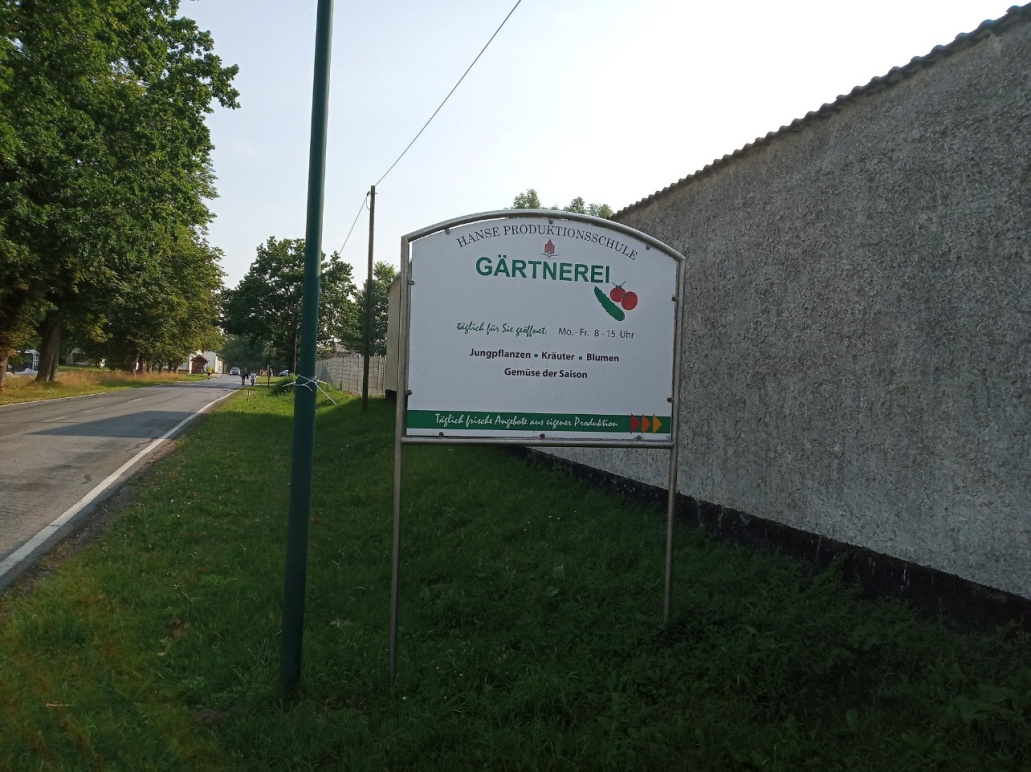 HANSE PRODUKTIONSSCHULE
GÄRTNEREI
täglich für Sie geöffnet: Mo.- Fr. 8 - 15 Uhr
Jungpflanzen • Kräuter • Blumen
Gemüse der Saison
Täglich frische Angebote aus eigener Produktion